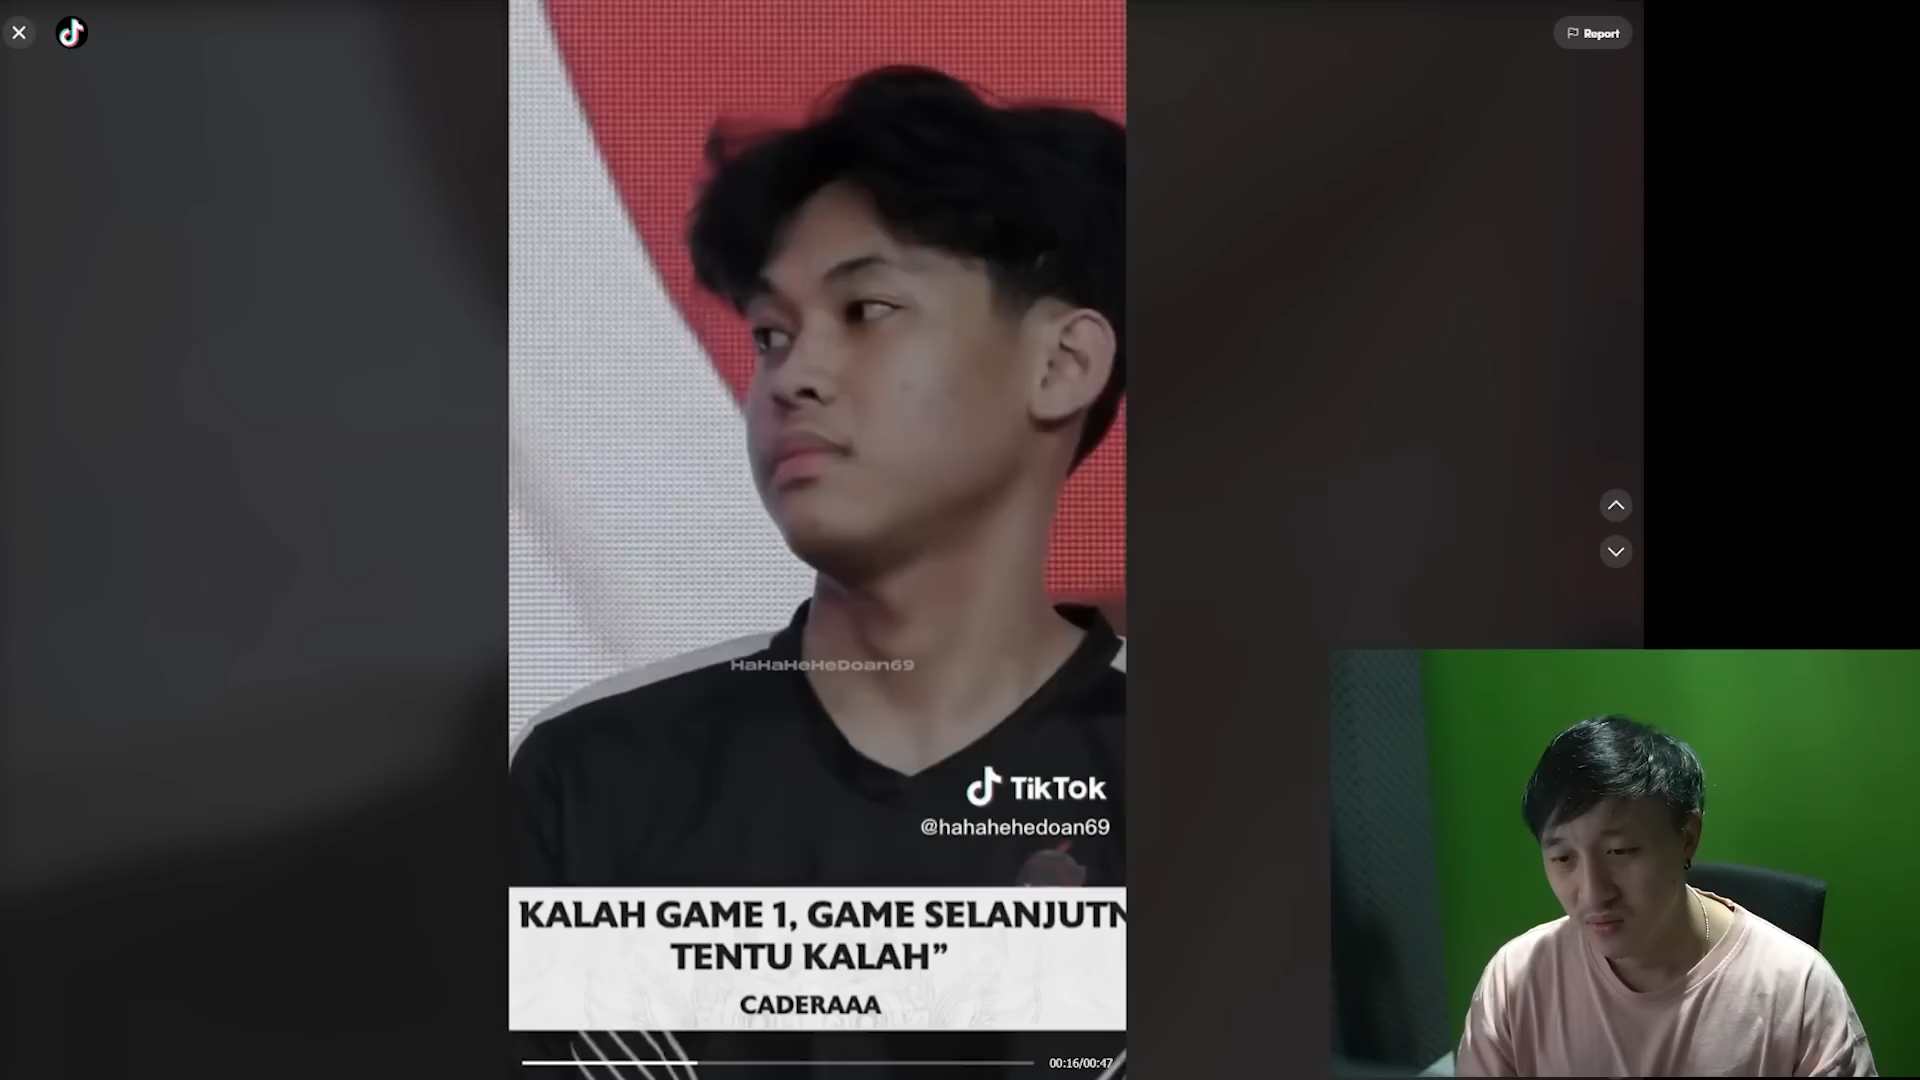 Report
HaHaHeHeDoan69
TikTok
@hahahehedoan69
KALAH GAME 1, GAME SELANJUTN
TENTU KALAH”
CADERAAA
00:16/00:47